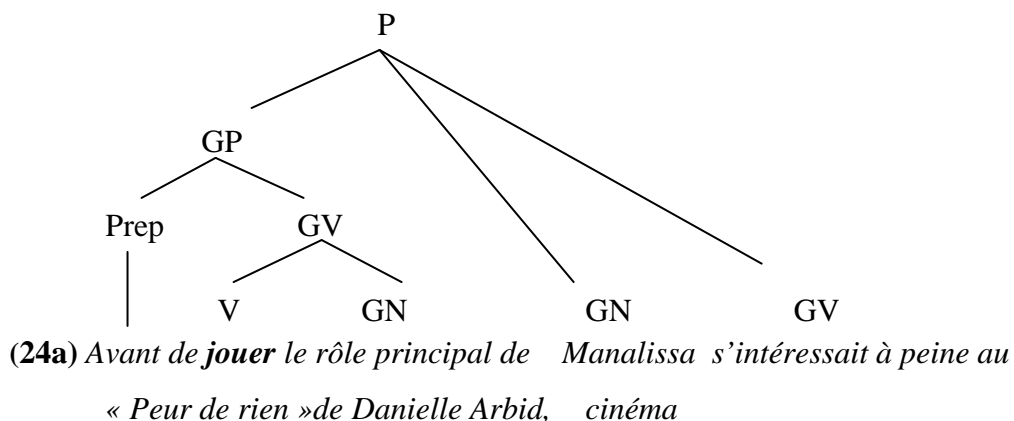 P
GP
Prep GV
V GN GN GV
(24a) Avant de jouer le rôle principal de Manalissa s’intéressait à peine au
« Peur de rien »de Danielle Arbid, cinéma